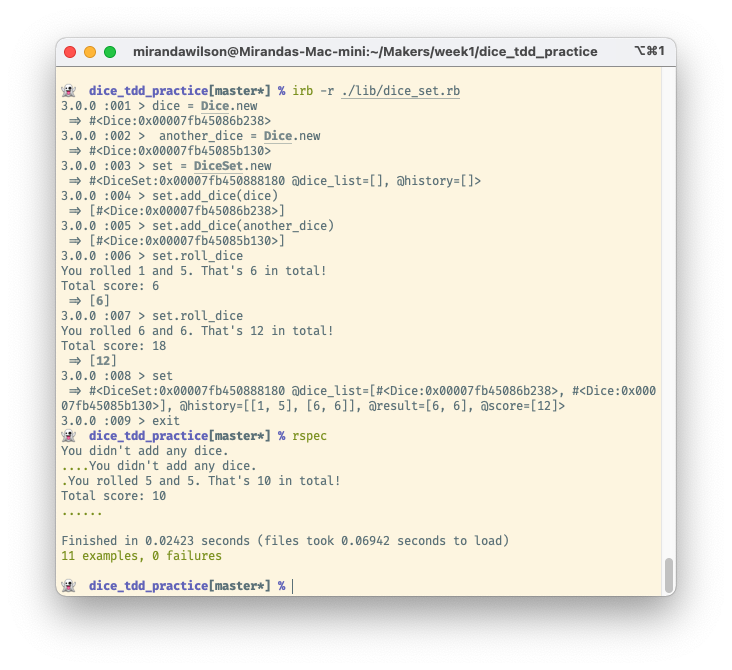 mirandawilson@Mirandas-Mac-mini:~/Makers/week1/dice_tdd_practice ⌥⌘1
dice_tdd_practice[master*] % irb -r ./lib/dice_set.rb
3.0.0 :001 > dice = Dice.new
 => #<Dice:0x00007fb45086b238>
3.0.0 :002 >  another_dice = Dice.new
 => #<Dice:0x00007fb45085b130>
3.0.0 :003 > set = DiceSet.new
 => #<DiceSet:0x00007fb450888180 @dice_list=[], @history=[]>
3.0.0 :004 > set.add_dice(dice)
 => [#<Dice:0x00007fb45086b238>]
3.0.0 :005 > set.add_dice(another_dice)
 => [#<Dice:0x00007fb45085b130>]
3.0.0 :006 > set.roll_dice
You rolled 1 and 5. That's 6 in total!
Total score: 6
 => [6]
3.0.0 :007 > set.roll_dice
You rolled 6 and 6. That's 12 in total!
Total score: 18
 => [12]
3.0.0 :008 > set
 => #<DiceSet:0x00007fb450888180 @dice_list=[#<Dice:0x00007fb45086b238>, #<Dice:0x000
07fb45085b130>], @history=[[1, 5], [6, 6]], @result=[6, 6], @score=[12]>
3.0.0 :009 > exit
dice_tdd_practice[master*] % rspec
You didn't add any dice.
....You didn't add any dice.
.You rolled 5 and 5. That's 10 in total!
Total score: 10
......
Finished in 0.02423 seconds (files took 0.06942 seconds to load)
11 examples, 0 failures
dice_tdd_practice[master*] %